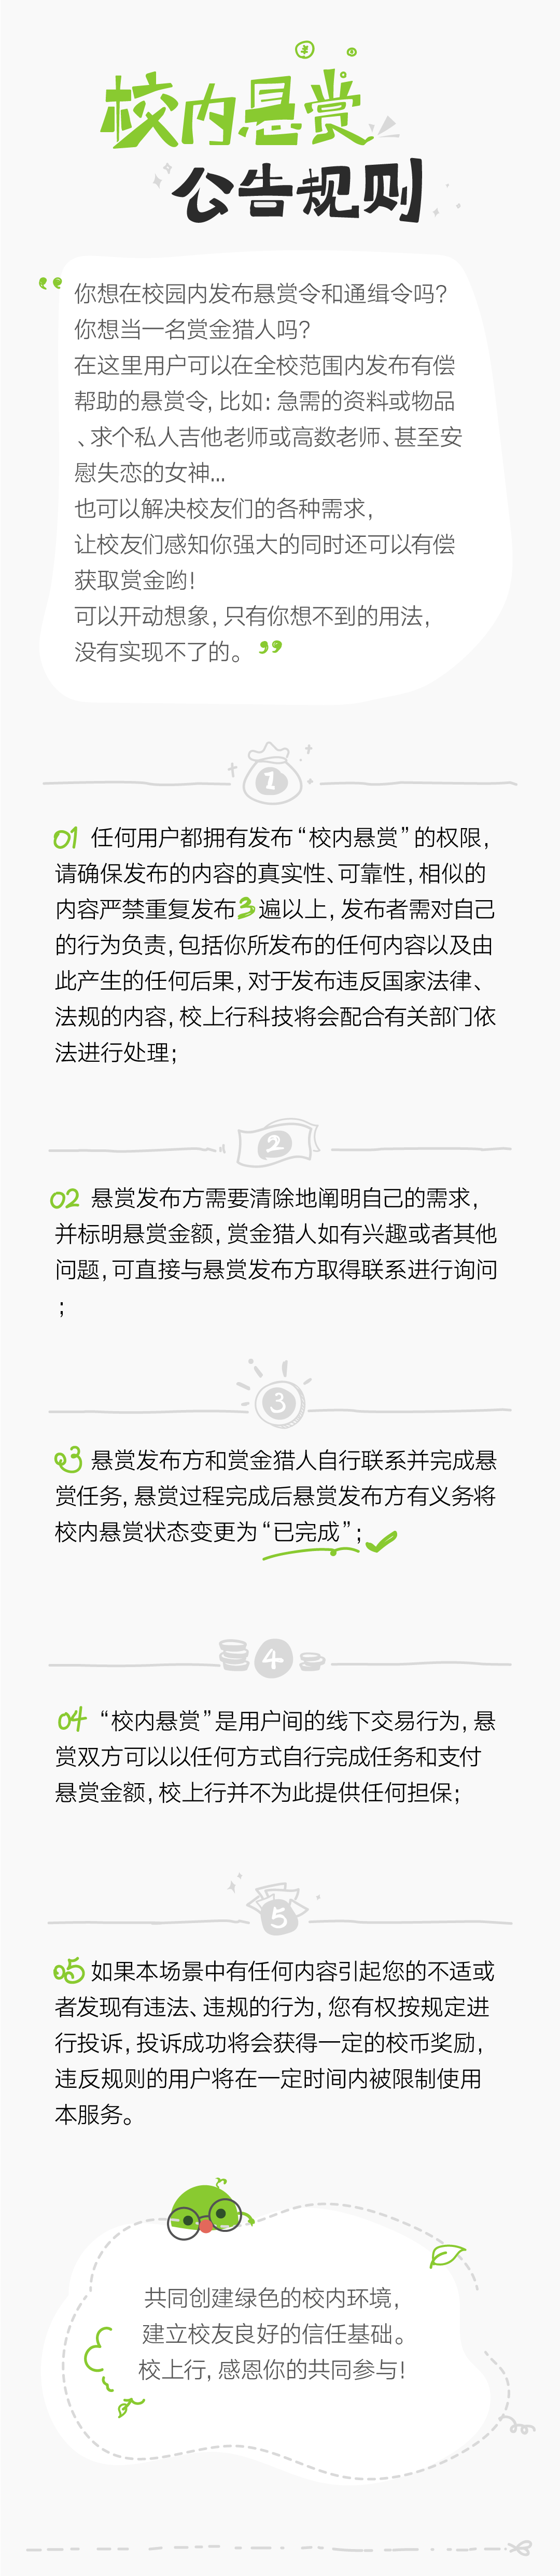 校内悬赏
公告规则
你想在校园内发布悬赏令和通缉令吗？
你想当一名赏金猎人吗？
在这里用户可以在全校范围内发布有偿
帮助的悬赏令，比如：急需的资料或物品
、求个私人吉他老师或高数老师、甚至安
慰失恋的女神...
也可以解决校友们的各种需求，
让校友们感知你强大的同时还可以有偿
获取赏金哟！
可以开动想象，只有你想不到的用法，
没有实现不了的。
1
01 任何用户都拥有发布“校内悬赏”的权限，
请确保发布的内容的真实性、可靠性，相似的
内容严禁重复发布3遍以上，发布者需对自己
的行为负责，包括你所发布的任何内容以及由
此产生的任何后果，对于发布违反国家法律、
法规的内容，校上行科技将会配合有关部门依
法进行处理；
2
02 悬赏发布方需要清除地阐明自己的需求，
并标明悬赏金额，赏金猎人如有兴趣或者其他
问题，可直接与悬赏发布方取得联系进行询问
；
3
03 悬赏发布方和赏金猎人自行联系并完成悬
赏任务，悬赏过程完成后悬赏发布方有义务将
校内悬赏状态变更为“已完成”；
4
04 “校内悬赏”是用户间的线下交易行为，悬
赏双方可以以任何方式自行完成任务和支付
悬赏金额，校上行并不为此提供任何担保；
5
05 如果本场景中有任何内容引起您的不适或
者发现有违法、违规的行为，您有权按规定进
行投诉，投诉成功将会获得一定的校币奖励，
违反规则的用户将在一定时间内被限制使用
本服务。
共同创建绿色的校内环境，
建立校友良好的信任基础。
校上行，感恩你的共同参与！